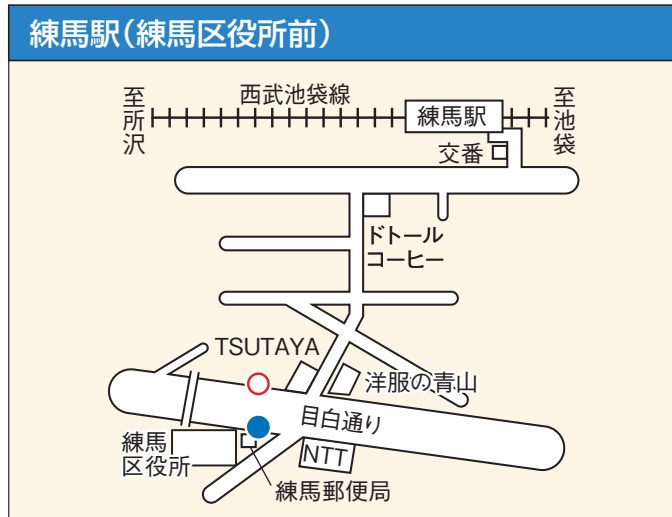 練馬駅(練馬区役所前)
至所沢
西武池袋線
練馬駅
至池袋
交番
ドトール
コーヒー
TSUTAYA
洋服の青山
目白通り
練馬
区役所
NTT
練馬郵便局